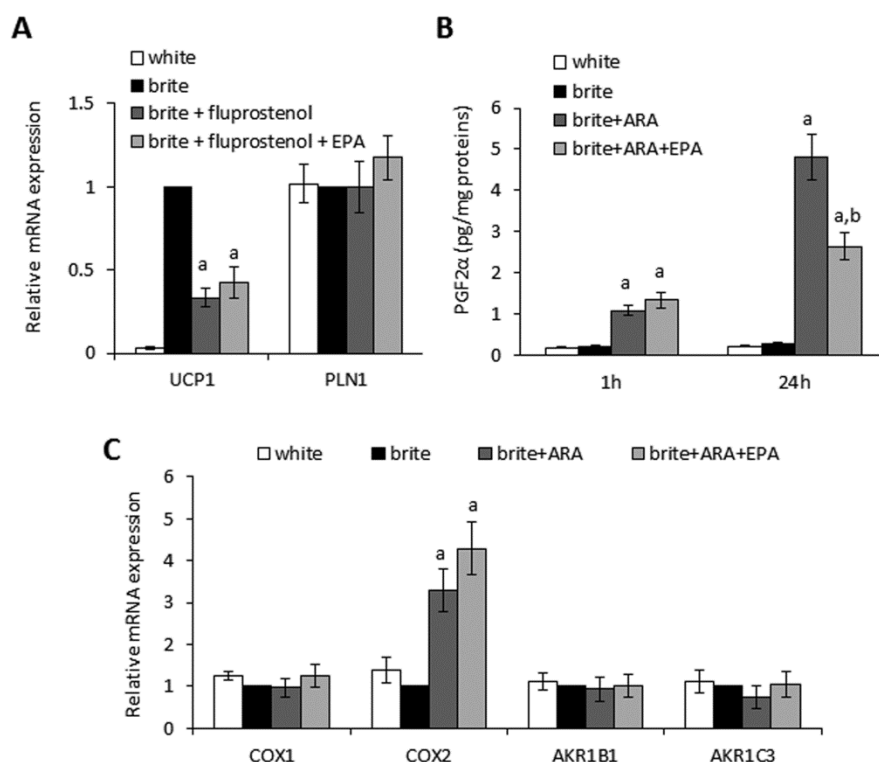 A
white
brite
brite + fluprostenol
brite + fluprostenol + EPA
Relative mRNA expression
1.5
1
0.5
0
a
a
UCP1
PLN1
B
white
brite
brite+ARA
brite+ARA+EPA
PGF2α (pg/mg proteins)
6
5
4
3
2
1
0
a
a
a
a,b
1h
24h
C
white
brite
brite+ARA
brite+ARA+EPA
Relative mRNA expression
6
5
4
3
2
1
0
a
a
COX1
COX2
AKR1B1
AKR1C3